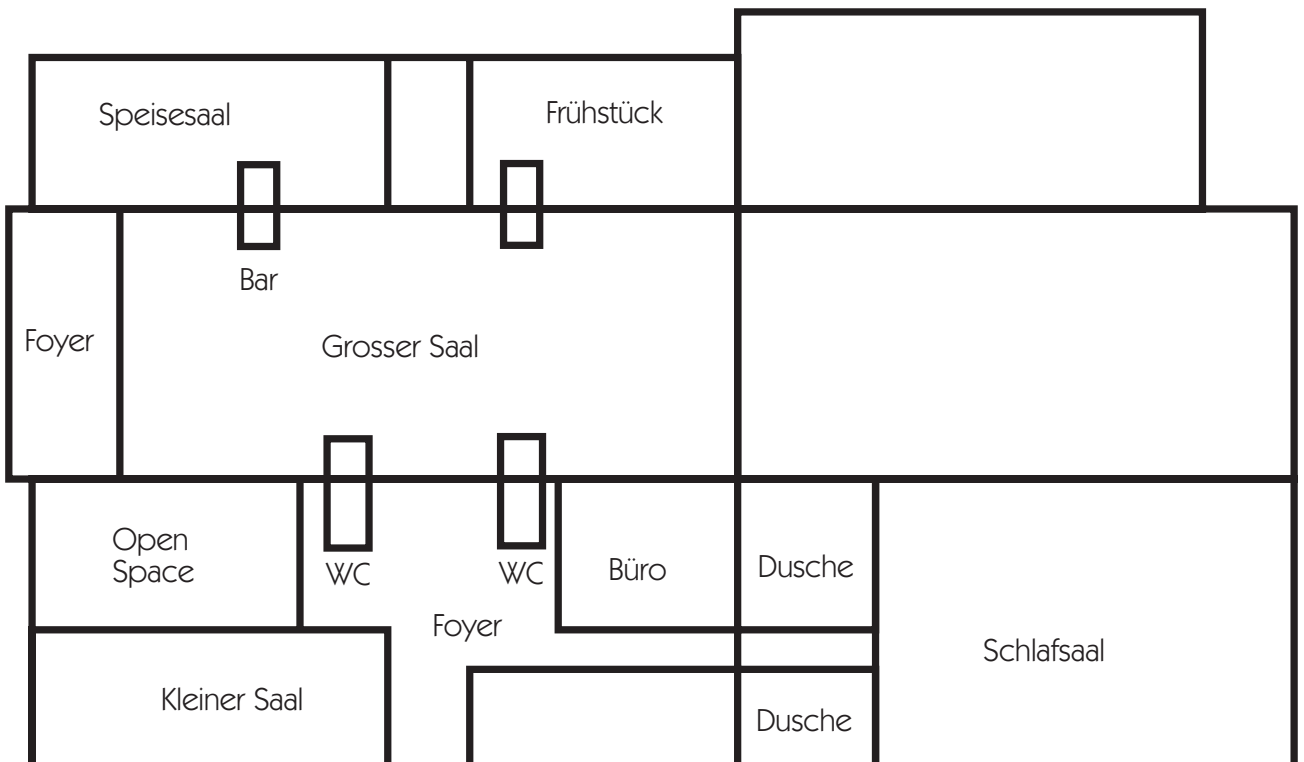 Speisesaal
Frühstück
Bar
Foyer
Grosser Saal
Open
Space
WC
WC
Büro
Dusche
Foyer
Schlafsaal
Kleiner Saal
Dusche